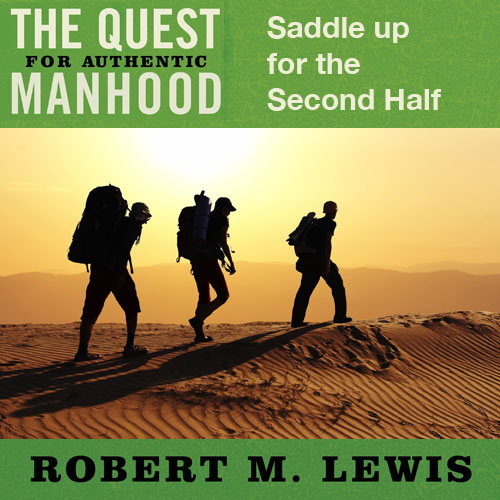 THE QUEST
FOR AUTHENTIC
MANHOOD
Saddle up
for the
Second Half
ROBERT M. LEWIS